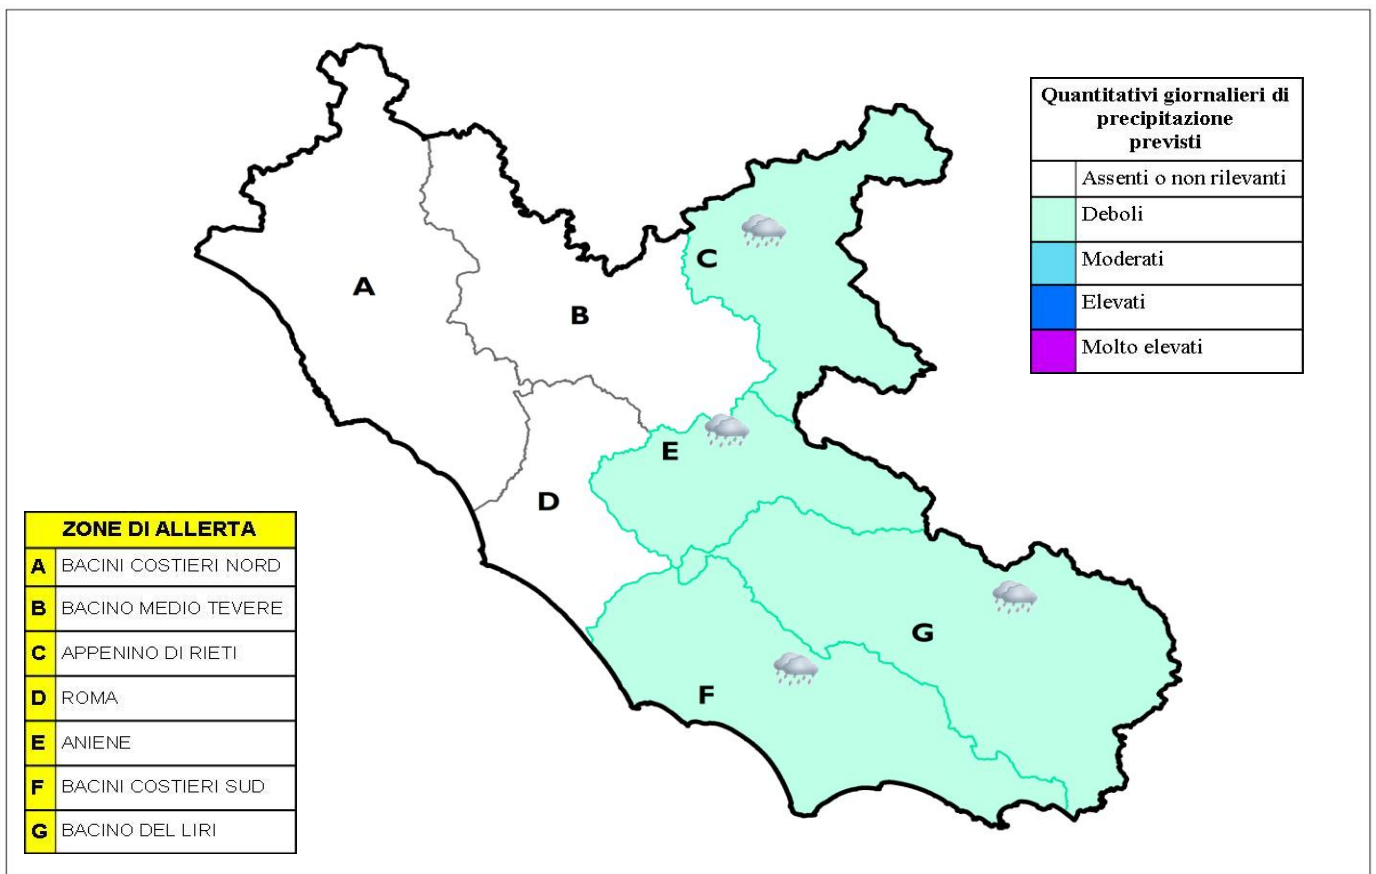 Quantitativi giornalieri di
precipitazione
previsti
Assenti o non rilevanti
Deboli
Moderati
Elevati
Molto elevati
A
B
C
D
E
F
G
ZONE DI ALLERTA
A BACINI COSTIERI NORD
B BACINO MEDIO TEVERE
C APPENINO DI RIETI
D ROMA
E ANIENE
F BACINI COSTIERI SUD
G BACINO DEL LIRI